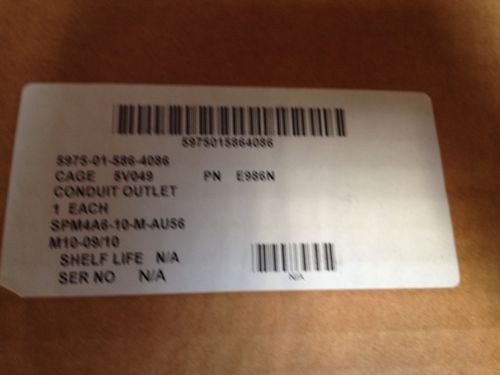 5975015864086
5975-01-586-4086
CAGE 5V049 PN E986N
CONDUIT OUTLET
1 EACH
SPM4A6-10-M-AU56
M10-09/10
SHELF LIFE N/A
SER NO N/A
N/A